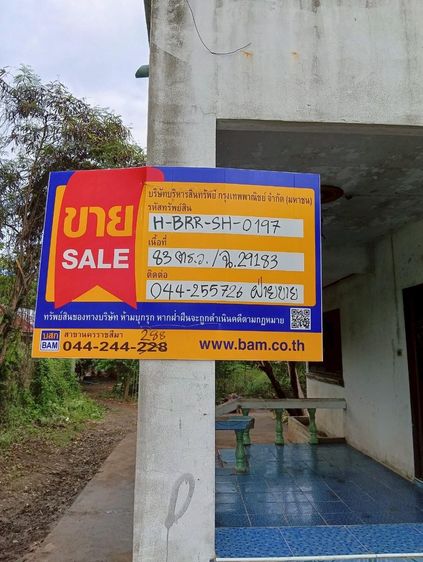 ขาย
SALE
บริษัทบริหารสินทรัพย์ กรุงเทพพาณิชย์ จำกัด (มหาชน)
รหัสทรัพย์สิน
H-BRR-SH-0197
เนื้อที่
83 ตร.ว. / ฉ.29183
ติดต่อ
044-255726 ฝ่ายขาย
ทรัพย์สินของทางบริษัท ห้ามบุกรุก หากฝ่าฝืนจะถูกดำเนินคดีตามกฎหมาย
บสก
BAM
สาขานครราชสีมา
288
044-244-228
www.bam.co.th